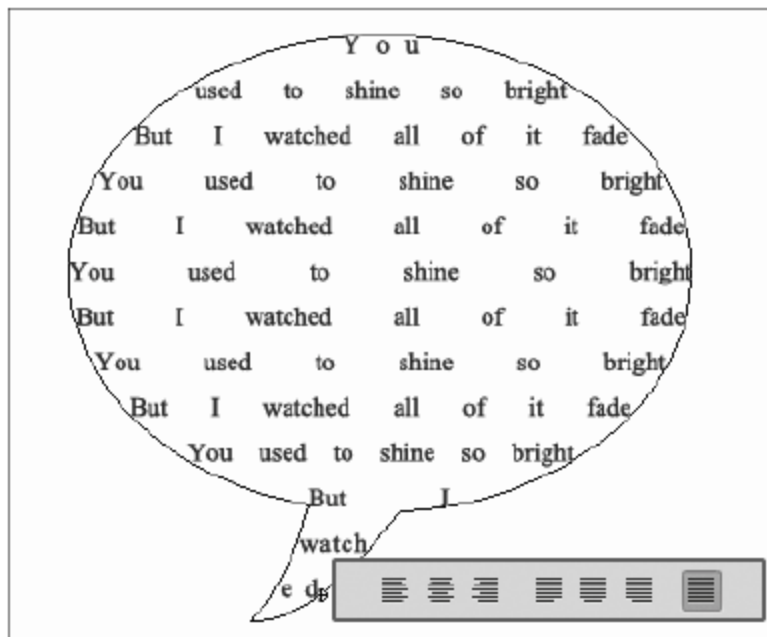 You
used to shine so bright
But I watched all of it fade
You used to shine so bright
But I watched all of it fade
You used to shine so bright
But I watched all of it fade
You used to shine so bright
But I watched all of it fade
You used to shine so bright
But I
watch
ed